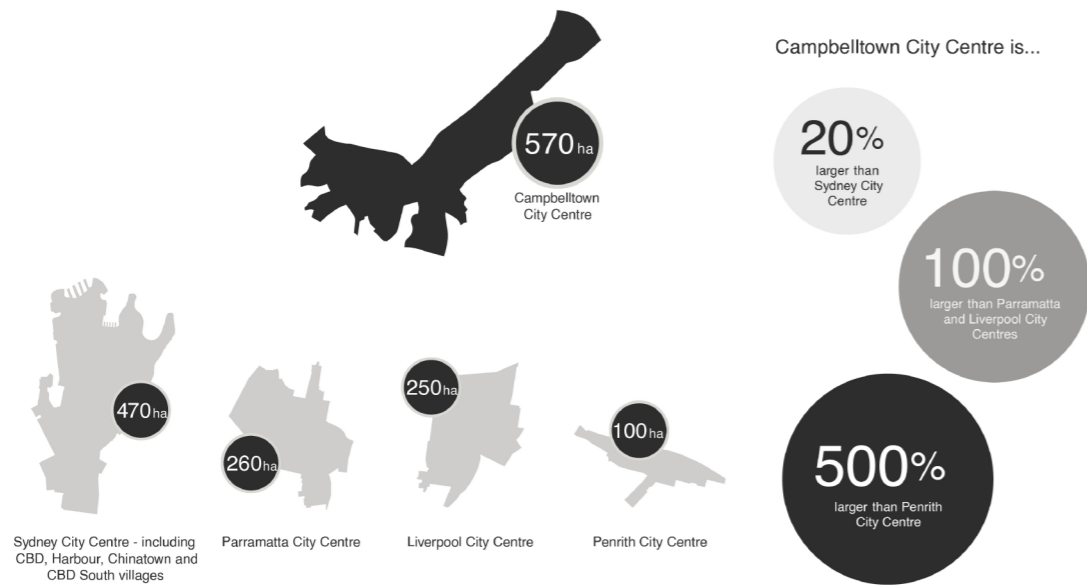 Campbelltown City Centre is...
570 ha
Campbelltown
City Centre
20%
larger than
Sydney City
Centre
100%
larger than Parramatta
and Liverpool City
Centres
500%
larger than Penrith
City Centre
470 ha
260 ha
250 ha
100 ha
Sydney City Centre - including
CBD, Harbour, Chinatown and
CBD South villages
Parramatta City Centre
Liverpool City Centre
Penrith City Centre